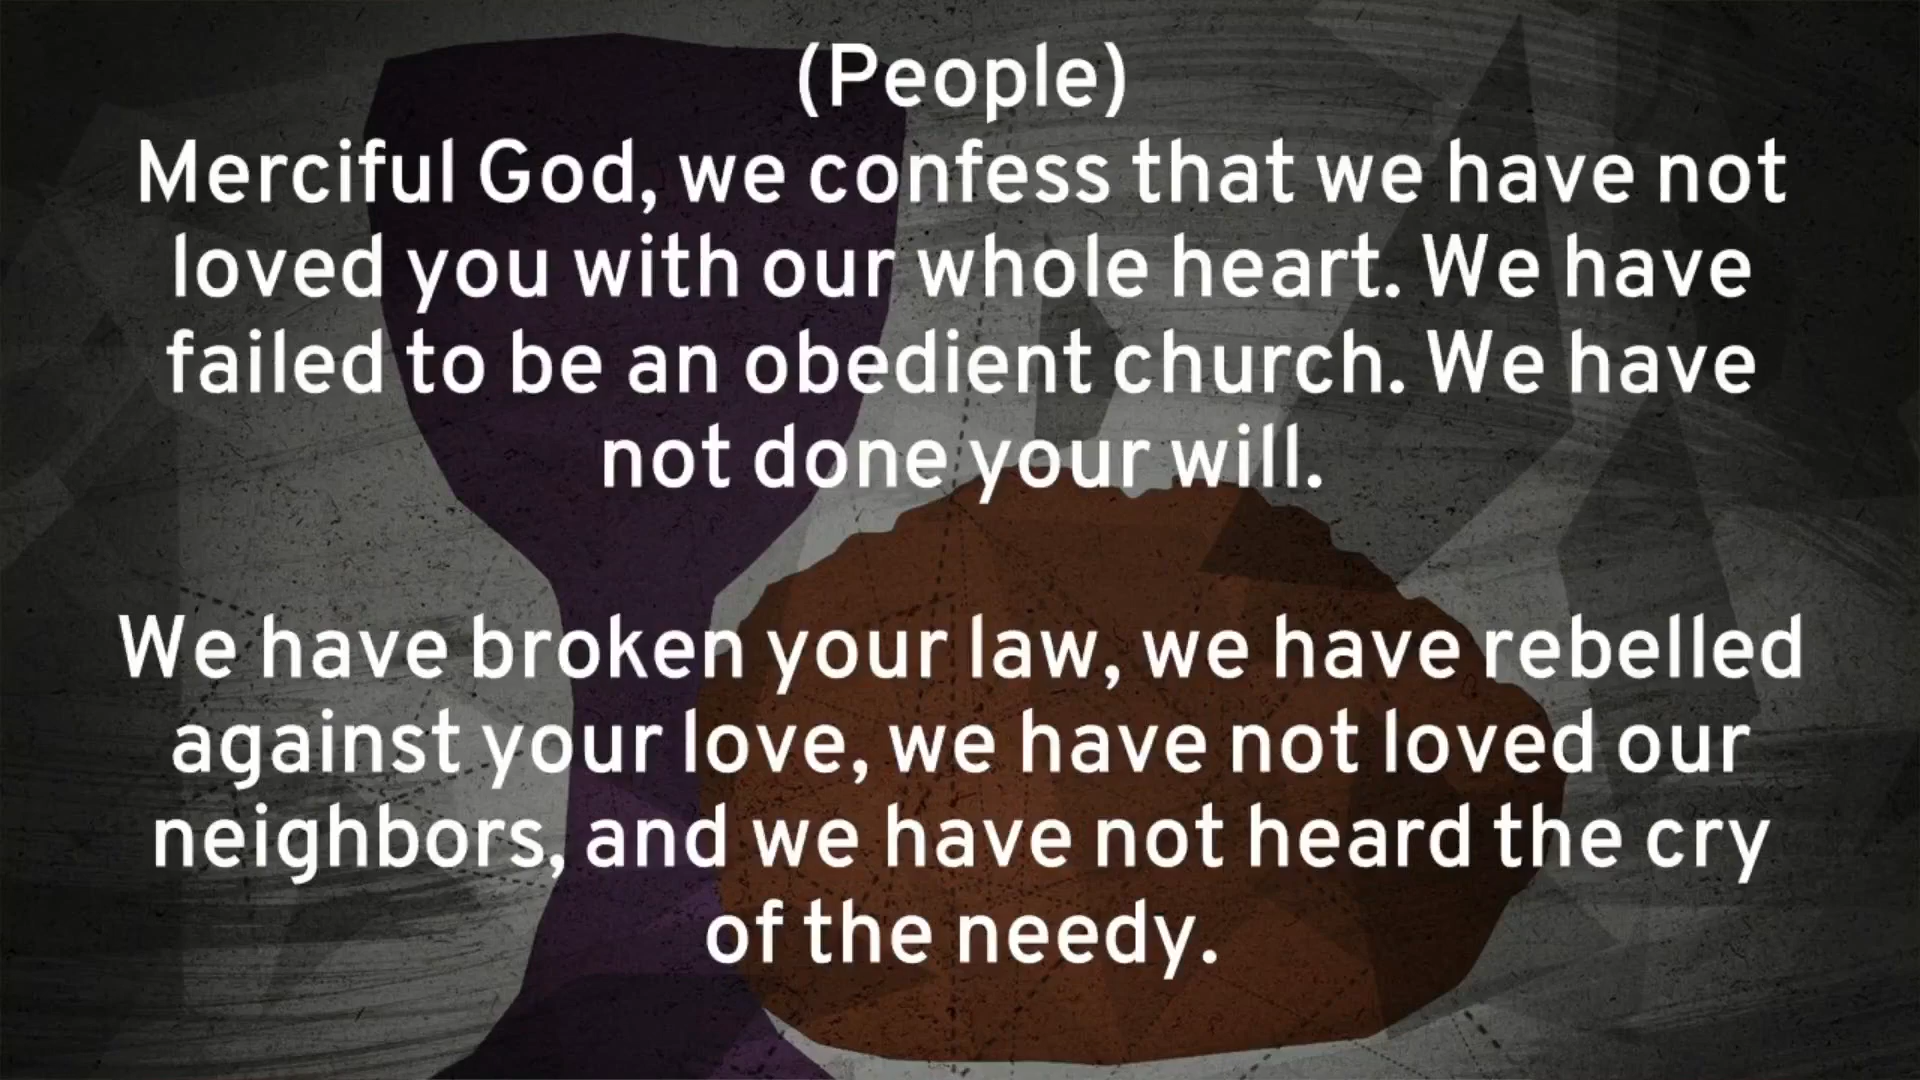 (People)
Merciful God, we confess that we have not
loved you with our whole heart. We have
failed to be an obedient church. We have
not done your will.
We have broken your law, we have rebelled
against your love, we have not loved our
neighbors, and we have not heard the cry
of the needy.